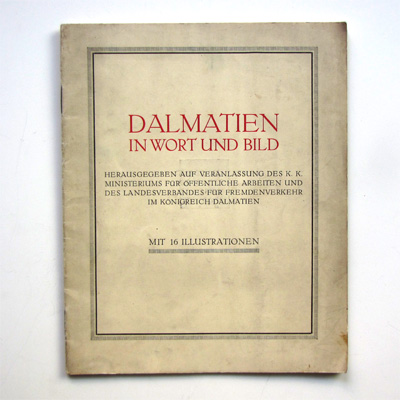 DALMATIEN
IN WORT UND BILD
HERAUSGEGEBEN AUF VERANLASSUNG DES K. K.
MINISTERIUMS FÜR ÖFFENTLICHE ARBEITEN UND
DES LANDESVERBANDES FÜR FREMDENVERKEHR
IM KÖNIGREICH DALMATIEN
MIT 16 ILLUSTRATIONEN